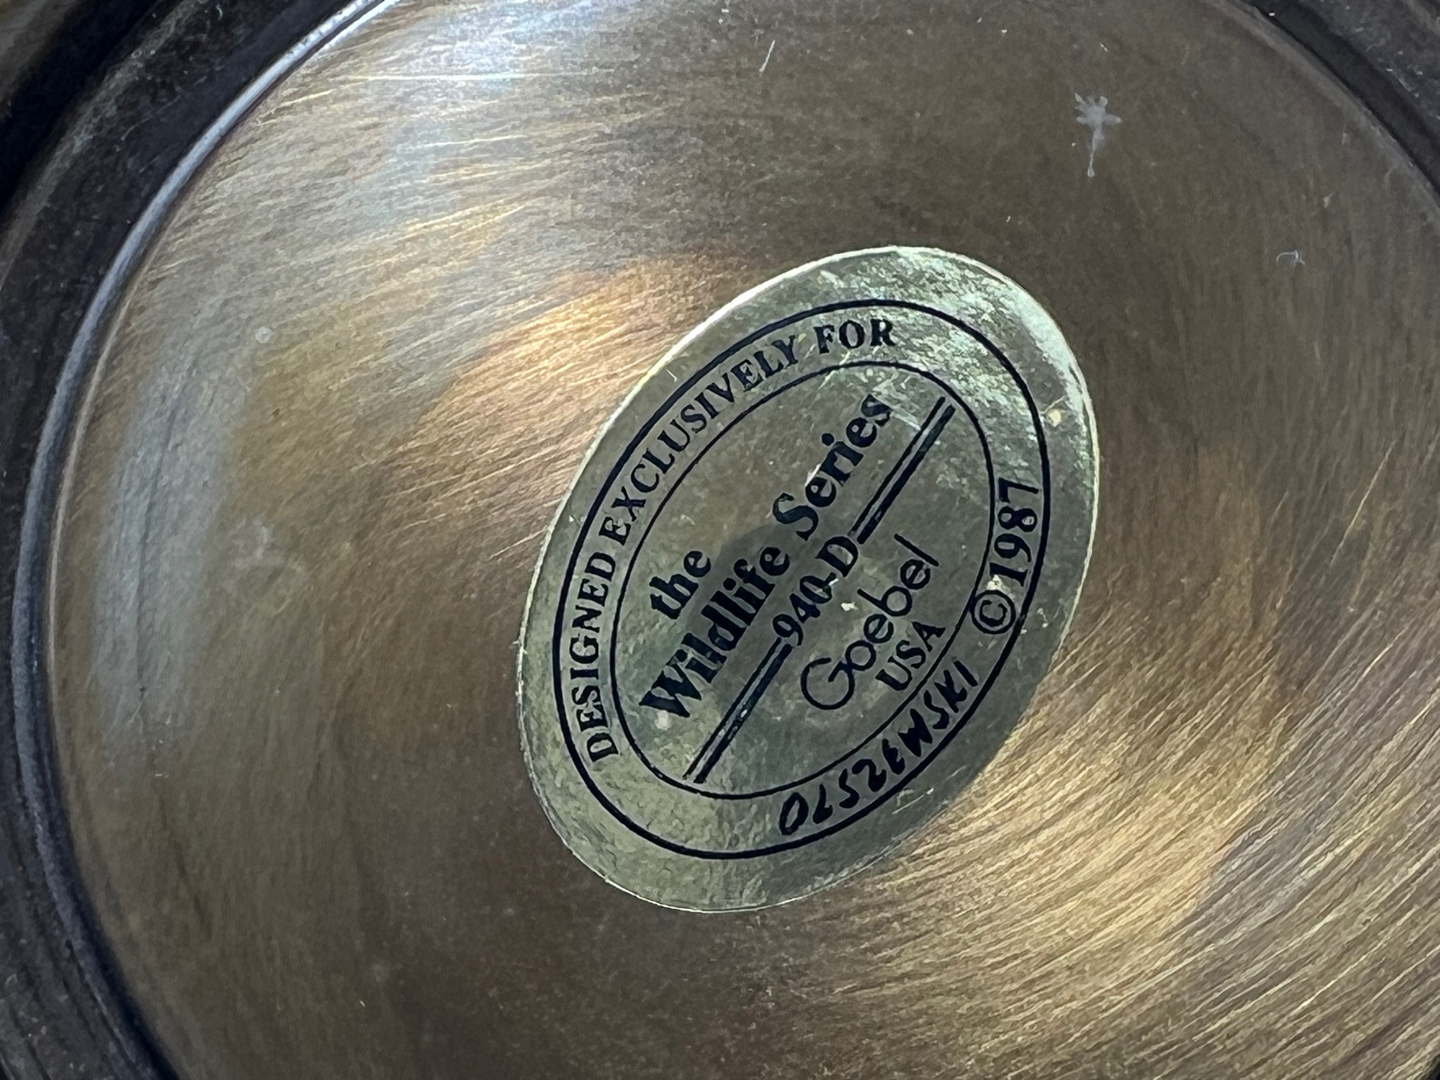 DESIGNED EXCLUSIVELY FOR
the
Wildlife Series
940-D
Goebel
USA
OLSZEWSKI © 1987